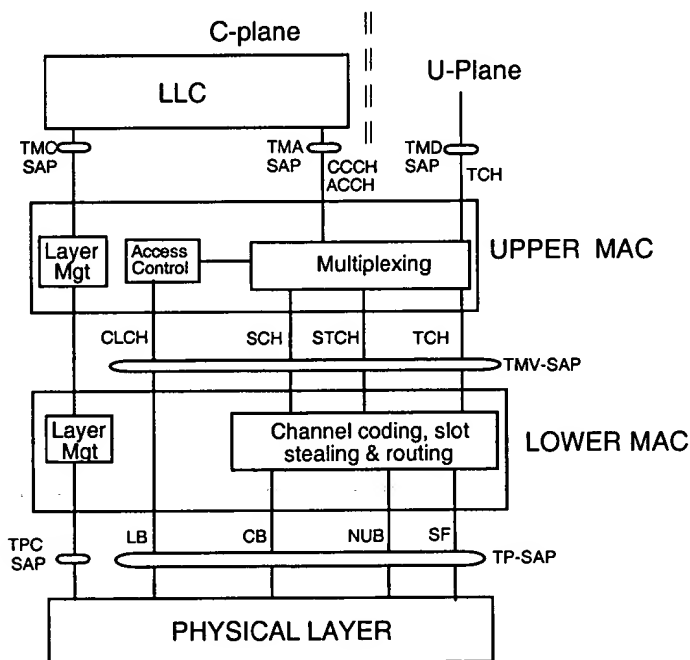 C-plane
U-Plane
LLC
TMC
SAP
TMA
SAP
CCCH
ACCH
TMD
SAP
TCH
Layer
Mgt
Access
Control
Multiplexing
UPPER MAC
CLCH
SCH
STCH
TCH
TMV-SAP
Layer
Mgt
Channel coding, slot
stealing & routing
LOWER MAC
TPC
SAP
LB
CB
NUB
SF
TP-SAP
PHYSICAL LAYER